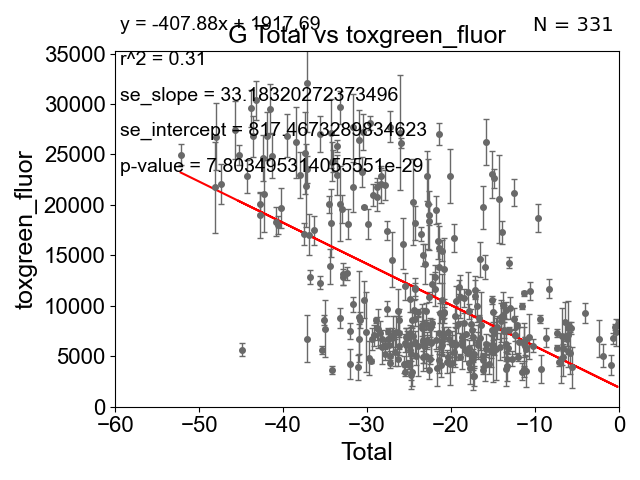 y = -407.88x + 1917.69
N = 331
G Total vs toxgreen_fluor
r^2 = 0.31
se_slope = 33.18320272373496
se_intercept = 817.4673289834623
p-value = 7.803495314055551e-29
35000
30000
25000
20000
15000
10000
5000
0
toxgreen_fluor
−60
−50
−40
−30
−20
−10
0
Total